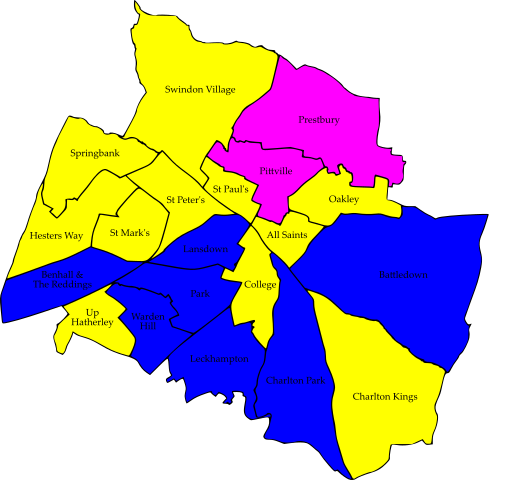 Swindon Village
Prestbury
Springbank
Pittville
St Paul's
St Peter's
Oakley
St Mark's
Hesters Way
All Saints
Lansdown
Benhall &
The Reddings
Battledown
College
Park
Up
Hatherley
Warden
Hill
Leckhampton
Charlton Park
Charlton Kings